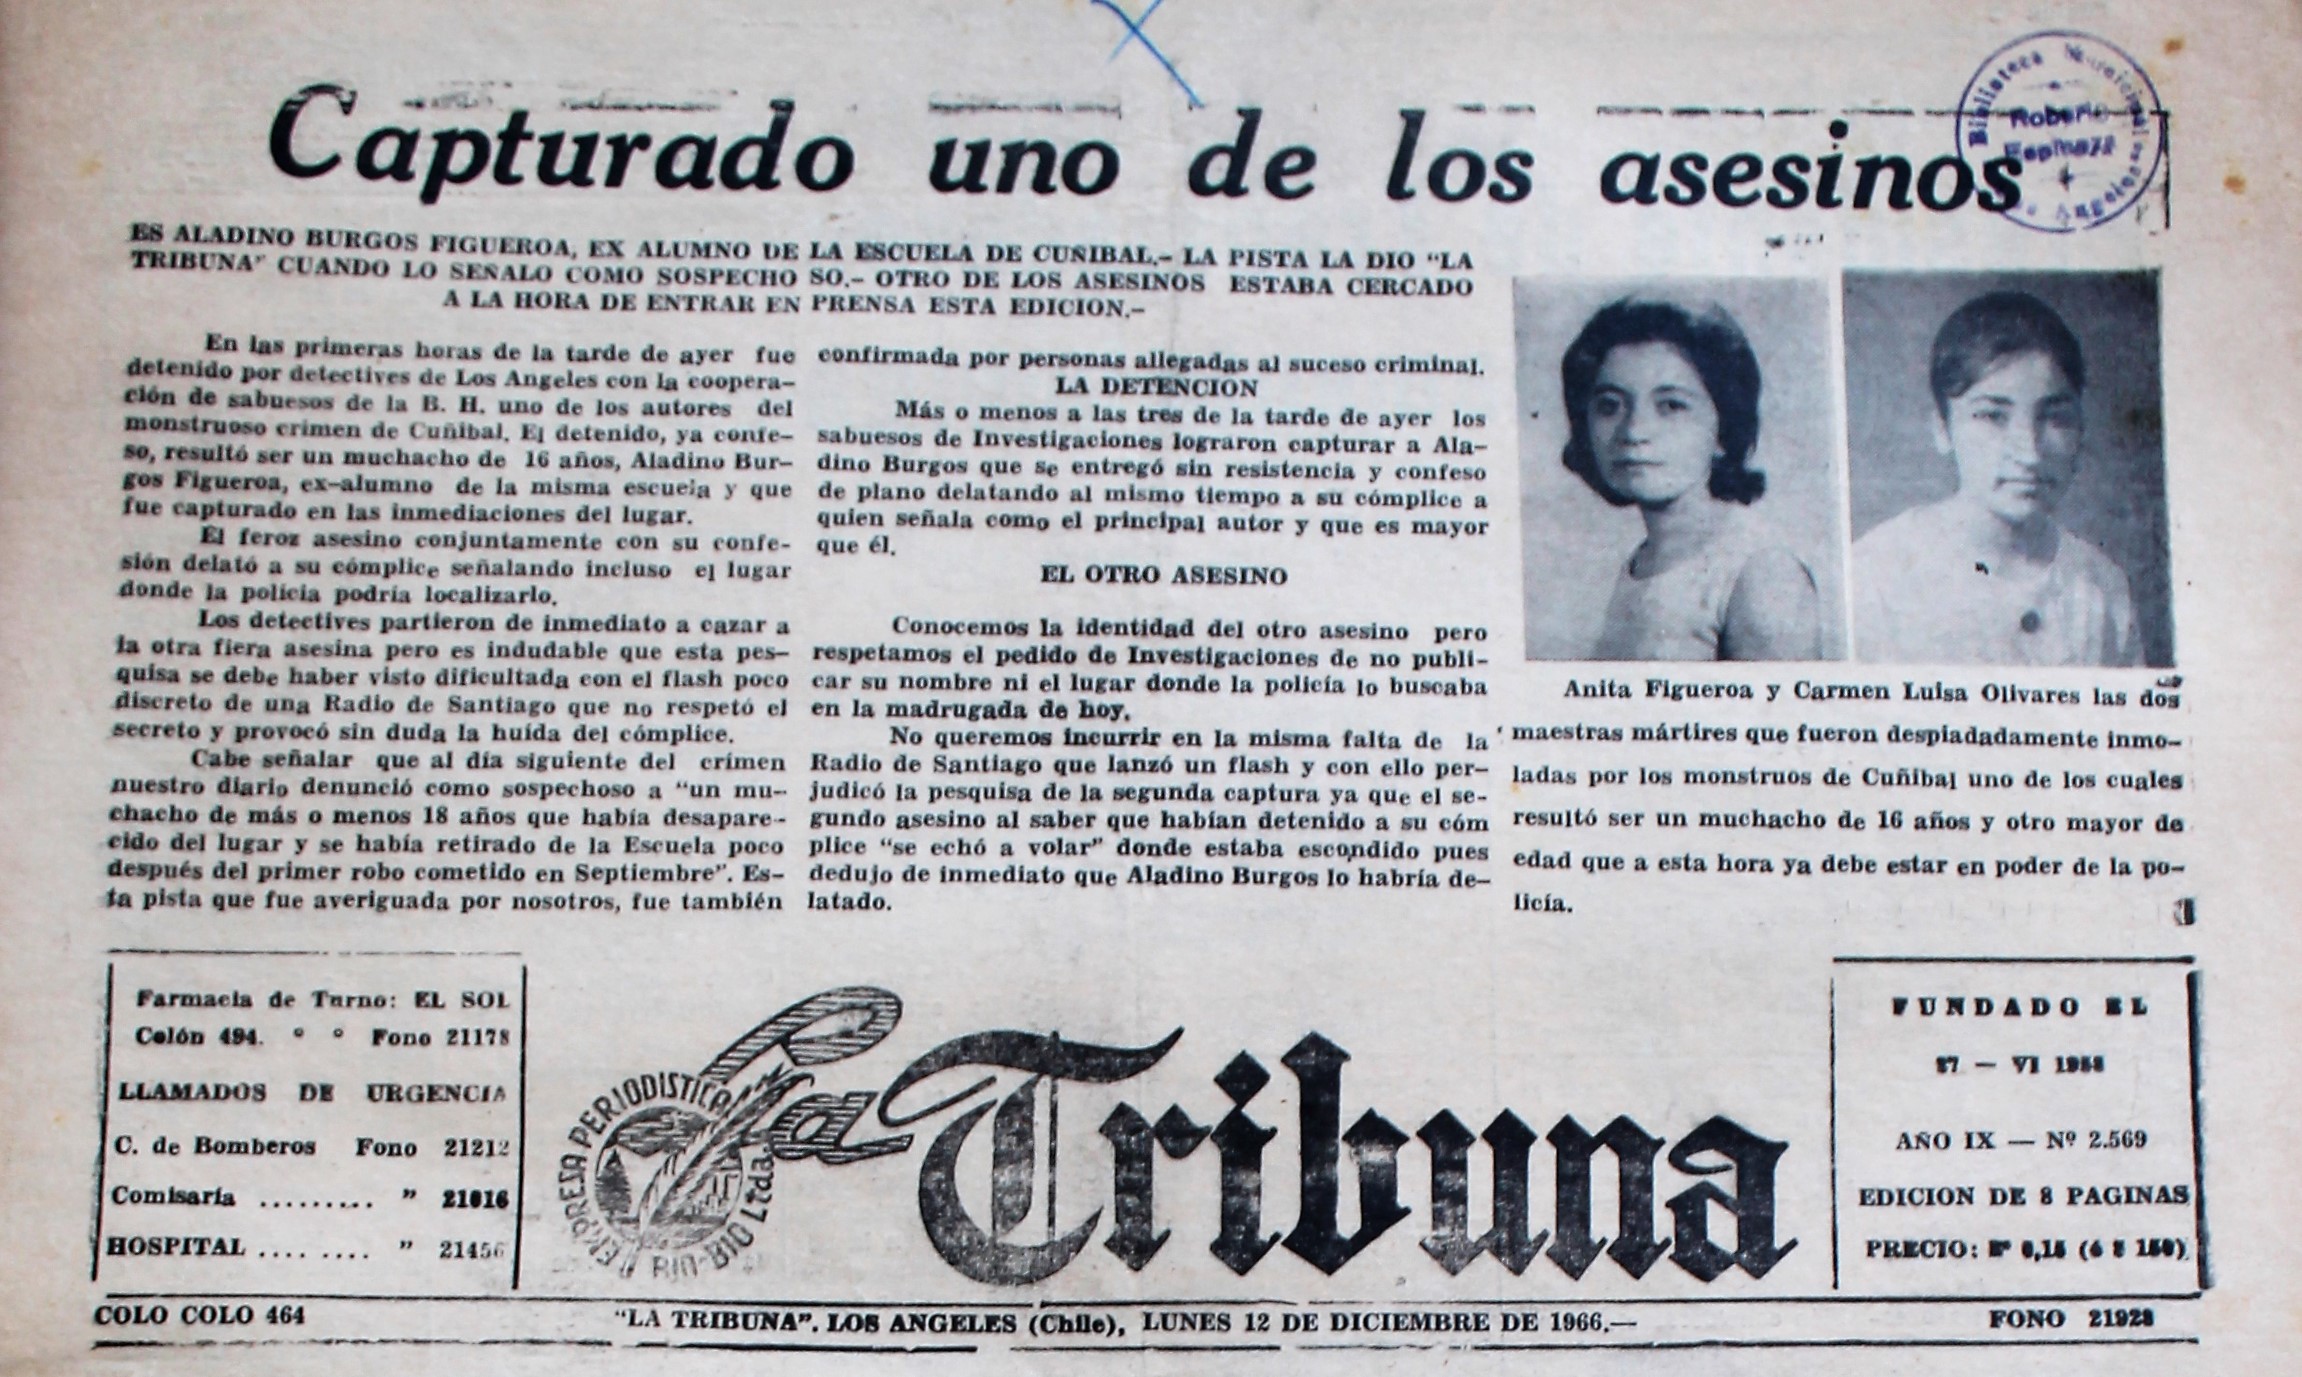 Capturado uno de los asesinos
Biblioteca Municipal
Roberto
Espinoza
Los Angeles
ES ALADINO BURGOS FIGUEROA, EX ALUMNO DE LA ESCUELA DE CUÑIBAL.- LA PISTA LA DIO "LA
TRIBUNA" CUANDO LO SEÑALO COMO SOSPECHO SO.- OTRO DE LOS ASESINOS ESTABA CERCADO
A LA HORA DE ENTRAR EN PRENSA ESTA EDICION.-
En las primeras horas de la tarde de ayer fue
detenido por detectives de Los Angeles con la coopera-
ción de sabuesos de la B. H. uno de los autores del
monstruoso crimen de Cuñibal. El detenido, ya confe-
so, resultó ser un muchacho de 16 años, Aladino Bur-
gos Figueroa, ex-alumno de la misma escuela y que
fue capturado en las inmediaciones del lugar.
El feroz asesino conjuntamente con su confe-
sión delató a su cómplice señalando incluso el lugar
donde la policía podría localizarlo.
Los detectives partieron de inmediato a cazar a
la otra fiera asesina pero es indudable que esta pes-
quisa se debe haber visto dificultada con el flash poco
discreto de una Radio de Santiago que no respetó el
secreto y provocó sin duda la huída del cómplice.
Cabe señalar que al día siguiente del crímen
nuestro diario denunció como sospechoso a "un mu-
chacho de más o menos 18 años que había desapare-
cido del lugar y se había retirado de la Escuela poco
después del primer robo cometido en Septiembre". Es-
ta pista que fue averiguada por nosotros, fue también
confirmada por personas allegadas al suceso criminal.
LA DETENCION
Más o menos a las tres de la tarde de ayer los
sabuesos de Investigaciones lograron capturar a Ala-
dino Burgos que se entregó sin resistencia y confeso
de plano delatando al mismo tiempo a su cómplice a
quien señala como el principal autor y que es mayor
que él.
EL OTRO ASESINO
Conocemos la identidad del otro asesino pero
respetamos el pedido de Investigaciones de no publi-
car su nombre ni el lugar donde la policía lo buscaba
en la madrugada de hoy.
No queremos incurrir en la misma falta de la
Radio de Santiago que lanzó un flash y con ello per-
judicó la pesquisa de la segunda captura ya que el se-
gundo asesino al saber que habían detenido a su cóm
plice "se echó a volar" donde estaba escondido pues
dedujo de inmediato que Aladino Burgos lo habría de-
latado.
Anita Figueroa y Carmen Luisa Olivares las dos
maestras mártires que fueron despiadadamente inmo-
ladas por los monstruos de Cuñibal uno de los cuales
resultó ser un muchacho de 16 años y otro mayor de
edad que a esta hora ya debe estar en poder de la po-
licía.
Farmacia de Turno: EL SOL
Colón 494. ° ° Fono 21178
LLAMADOS DE URGENCIA
C. de Bomberos Fono 21212
Comisaría ......... " 21016
HOSPITAL .... .... " 21456
EMPRESA PERIODISTICA
BIO-BIO Ltda.
La Tribuna
FUNDADO EL
27 - VI 1958
AÑO IX — Nº 2.569
EDICION DE 8 PAGINAS
PRECIO: Eº 0,15 (ó $ 150)
COLO COLO 464
"LA TRIBUNA". LOS ANGELES (Chile), LUNES 12 DE DICIEMBRE DE 1966.—
FONO 21928